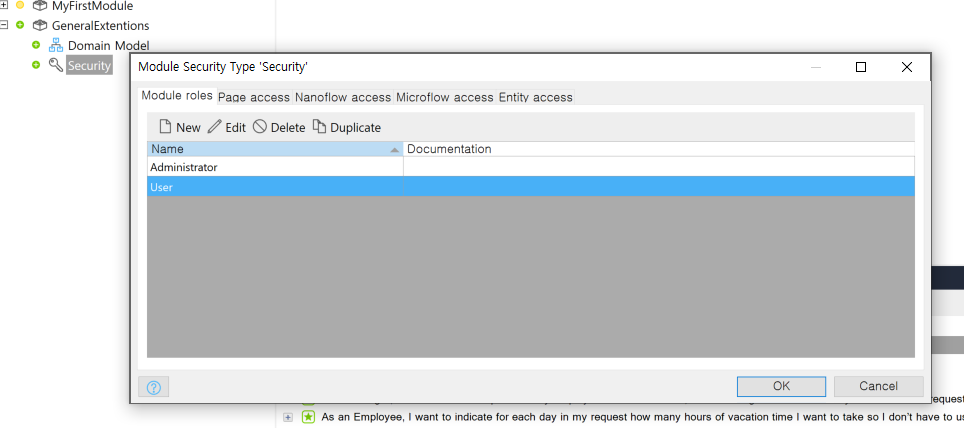 MyFirstModule
GeneralExtentions
Domain Model
Security
Module Security Type 'Security'
Module roles Page access Nanoflow access Microflow access Entity access
New Edit Delete Duplicate
Name Documentation
Administrator
User
OK Cancel
request
As an Employee, I want to indicate for each day in my request how many hours of vacation time I want to take so I don't have to us